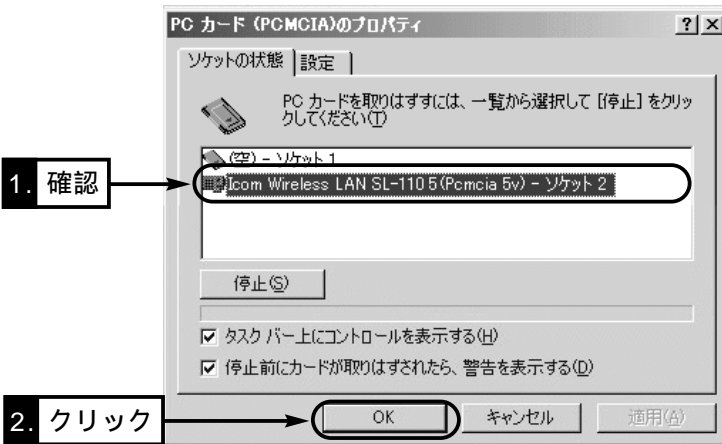 PC カード (PCMCIA)のプロパティ
ソケットの状態 設定
PC カードを取りはずすには、一覧から選択して [停止] をクリッ
クしてください(T)
(空) - ソケット 1
1. 確認
Icom Wireless LAN SL-110 5(Pcmcia 5v) - ソケット 2
停止(S)
タスク バー上にコントロールを表示する(H)
停止前にカードが取りはずされたら、警告を表示する(D)
2. クリック
OK キャンセル 適用(A)